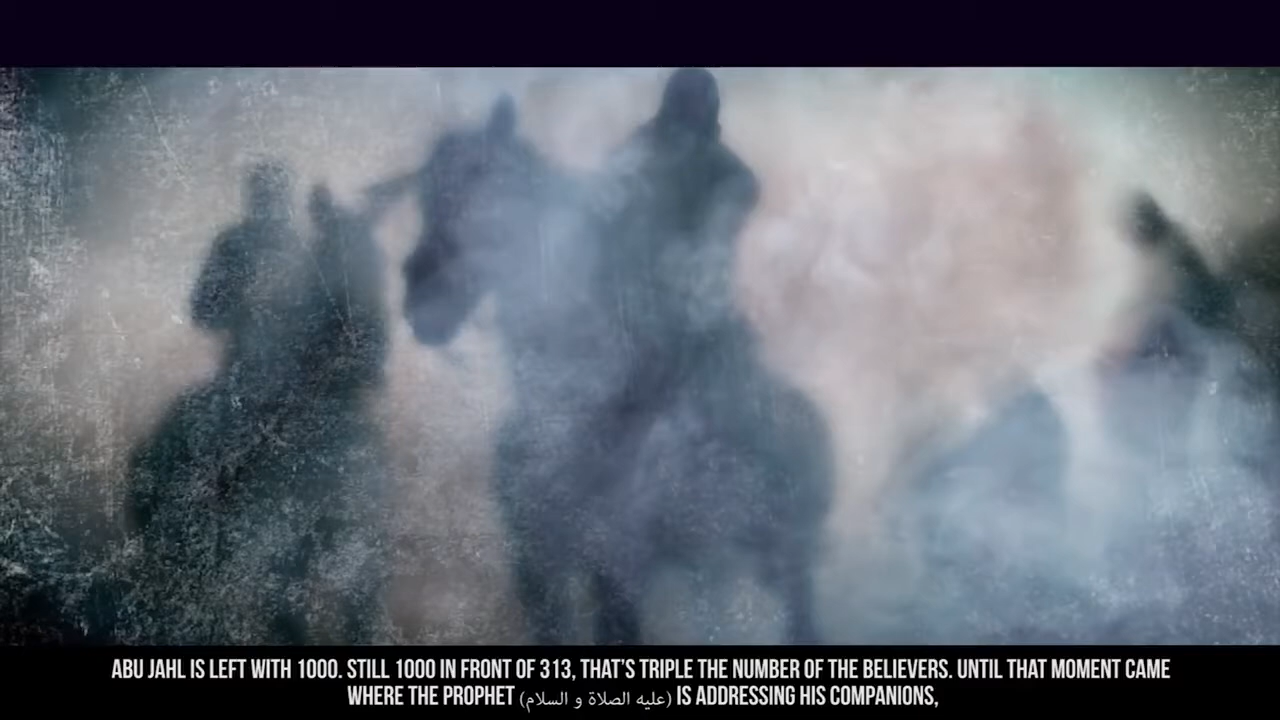 ABU JAHL IS LEFT WITH 1000. STILL 1000 IN FRONT OF 313, THAT'S TRIPLE THE NUMBER OF THE BELIEVERS. UNTIL THAT MOMENT CAME
WHERE THE PROPHET (عليه الصلاة و السلام) IS ADDRESSING HIS COMPANIONS,